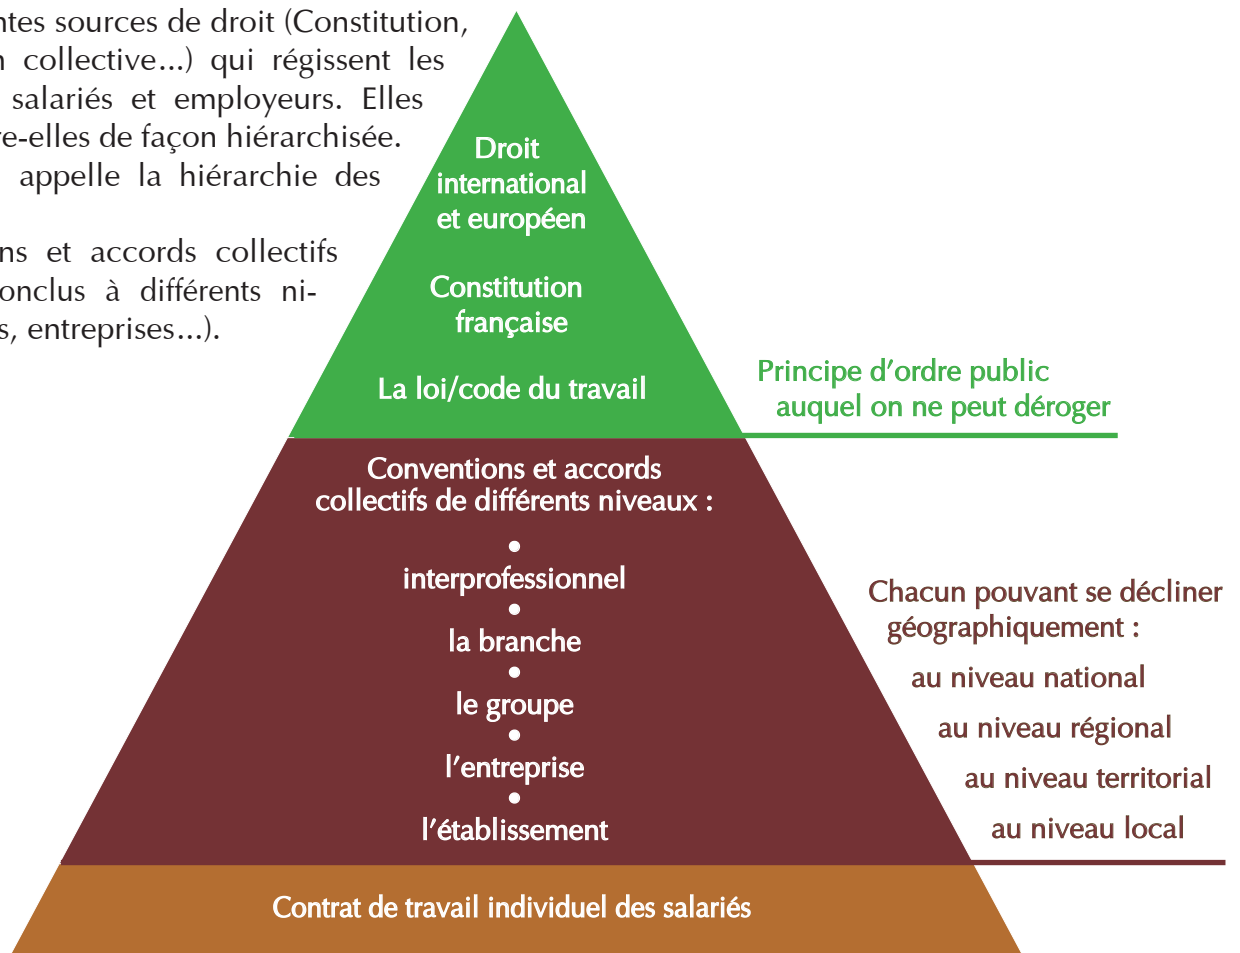 ntes sources de droit (Constitution,
n collective...) qui régissent les
salariés et employeurs. Elles
re-elles de façon hiérarchisée.
appelle la hiérarchie des
ns et accords collectifs
onclus à différents ni-
s, entreprises...).
Droit
international
et européen
Constitution
française
La loi/code du travail
Principe d'ordre public
auquel on ne peut déroger
Conventions et accords
collectifs de différents niveaux :
•
interprofessionnel
•
la branche
•
le groupe
•
l'entreprise
•
l'établissement
Chacun pouvant se décliner
géographiquement :
au niveau national
au niveau régional
au niveau territorial
au niveau local
Contrat de travail individuel des salariés